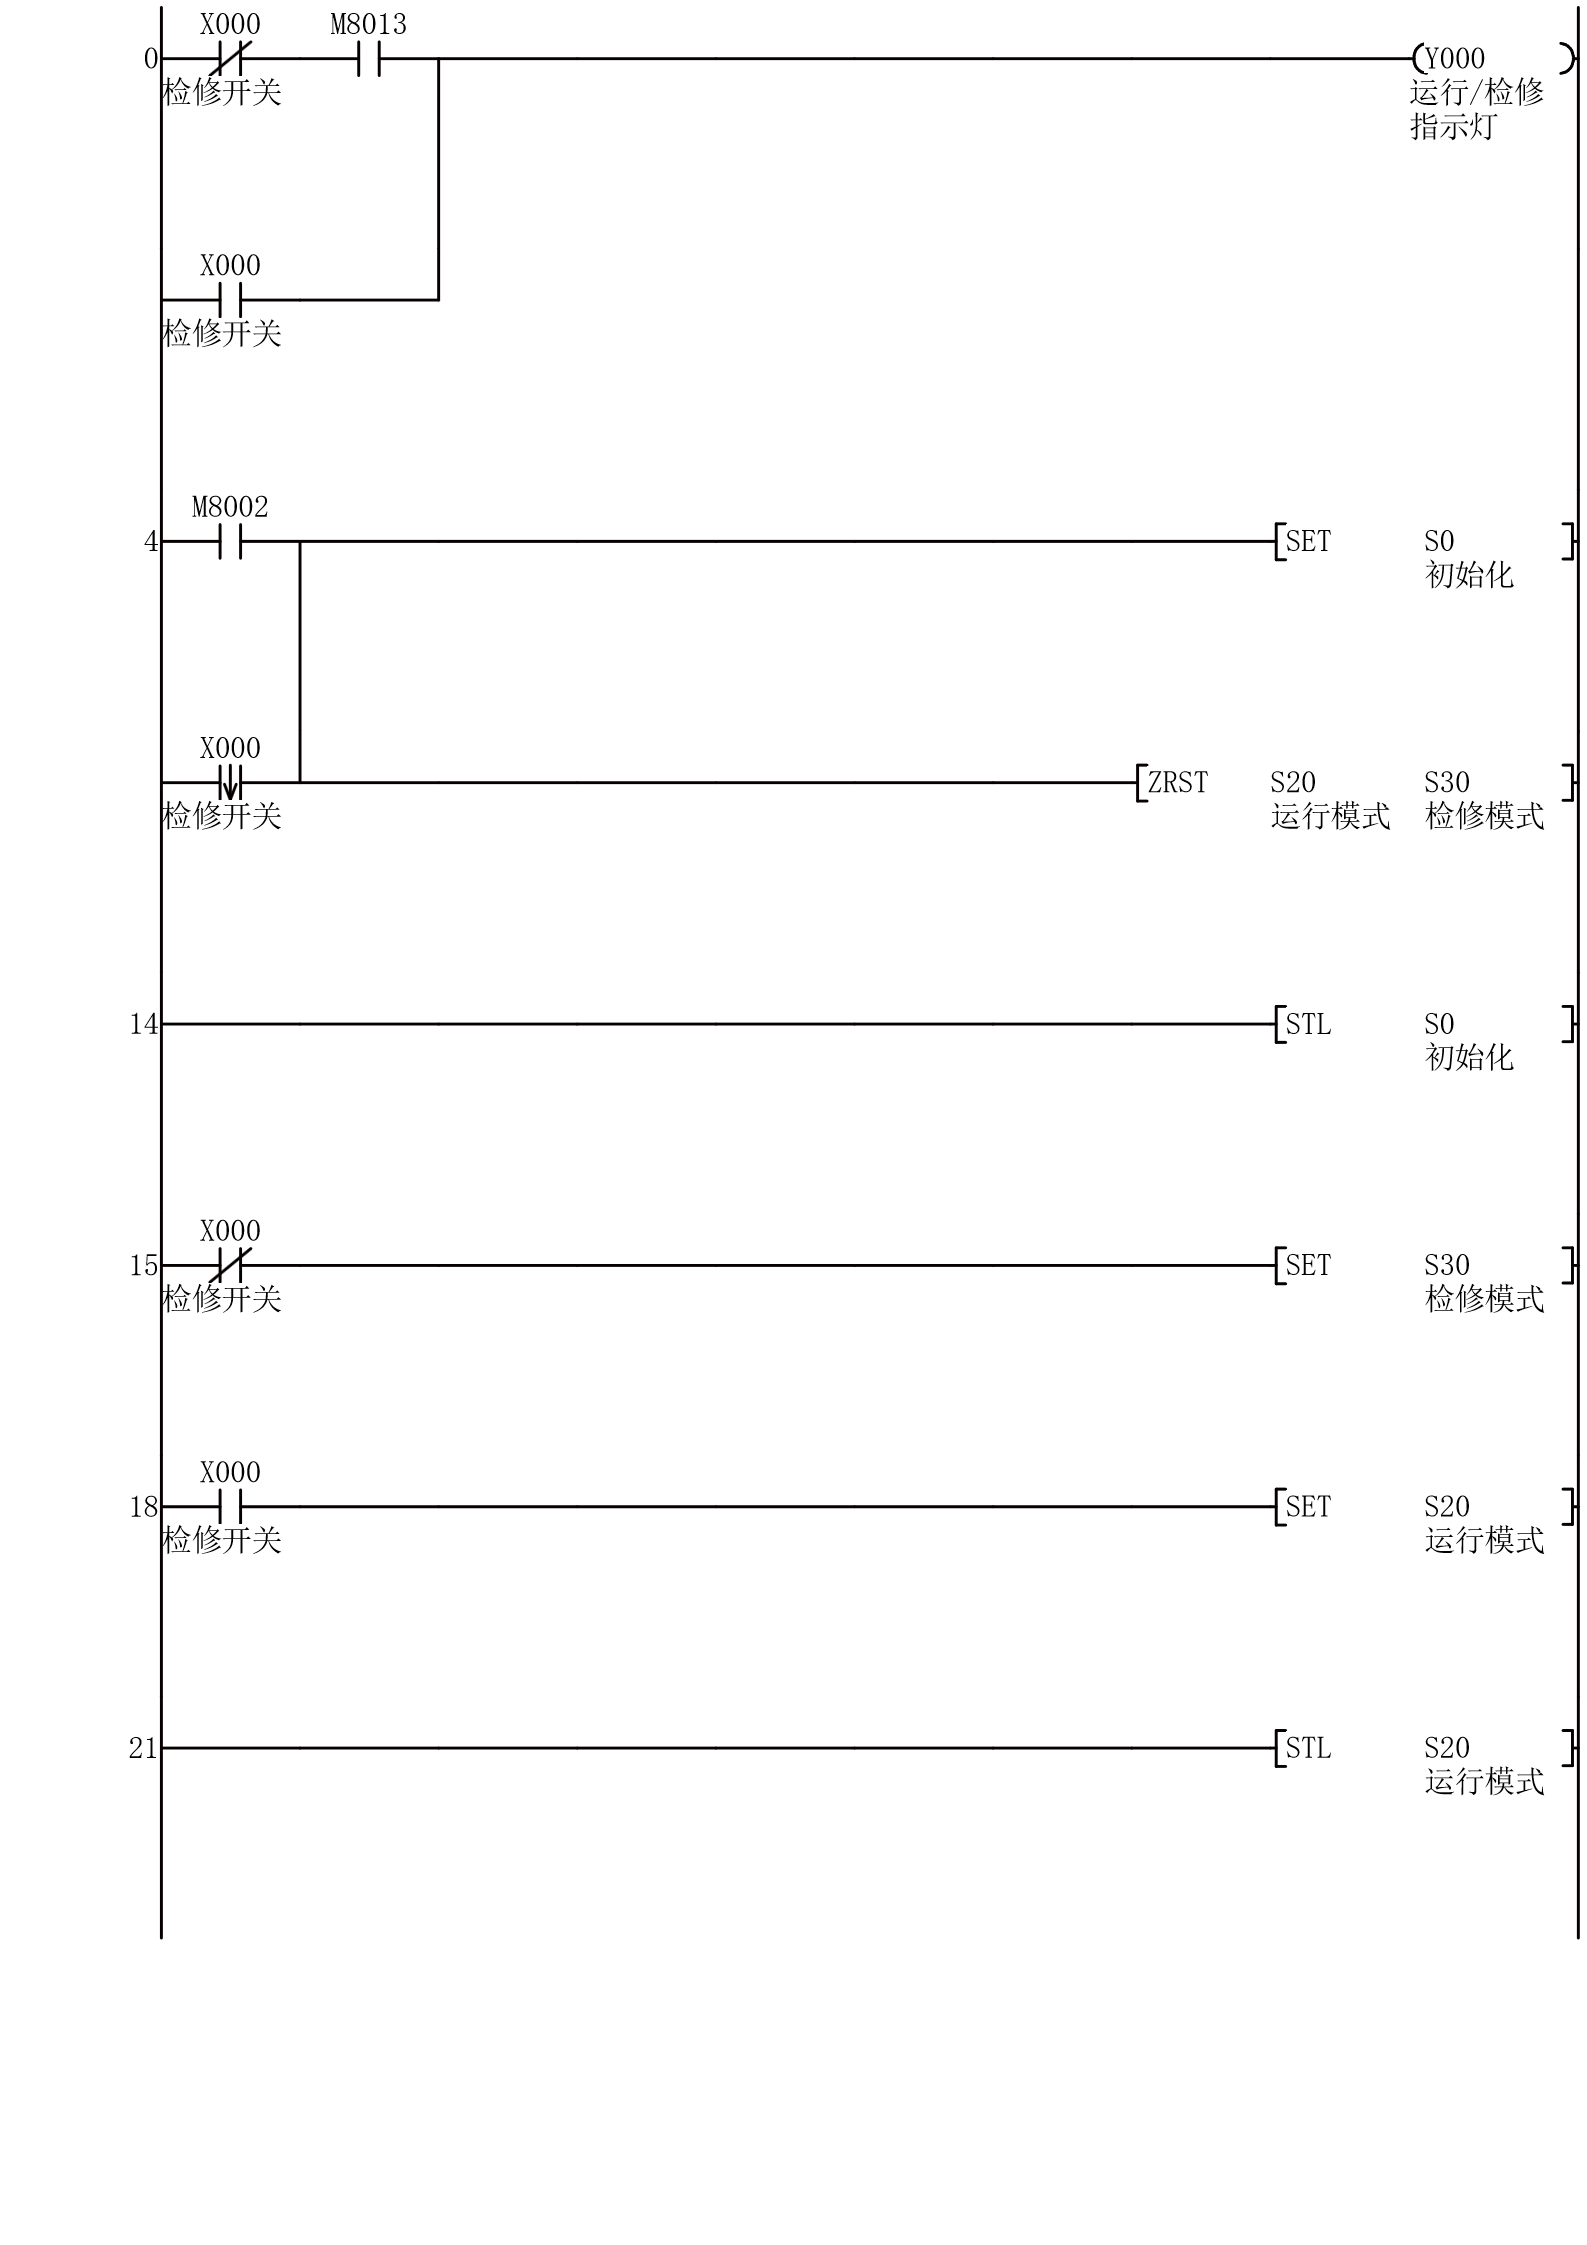 X000 M8013
0 Y000
检修开关 运行/检修
指示灯
X000
检修开关
M8002
4 SET S0
初始化
X000
ZRST S20 S30
检修开关 运行模式 检修模式
14 STL S0
初始化
X000
15 SET S30
检修开关 检修模式
X000
18 SET S20
检修开关 运行模式
21 STL S20
运行模式